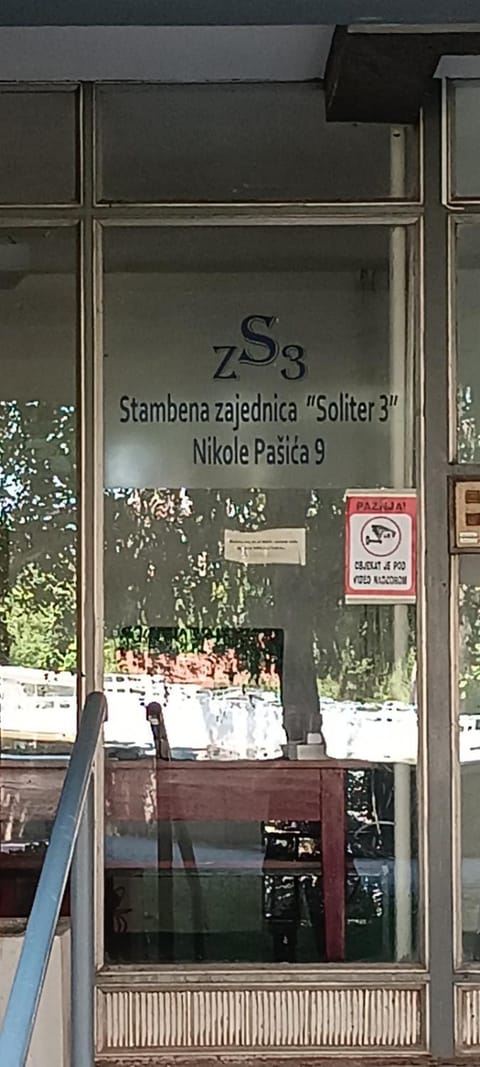 ZS3
Stambena zajednica "Soliter 3"
Nikole Pašića 9
PAŽNJA!
OBJEKAT JE POD
VIDEO NADZOROM